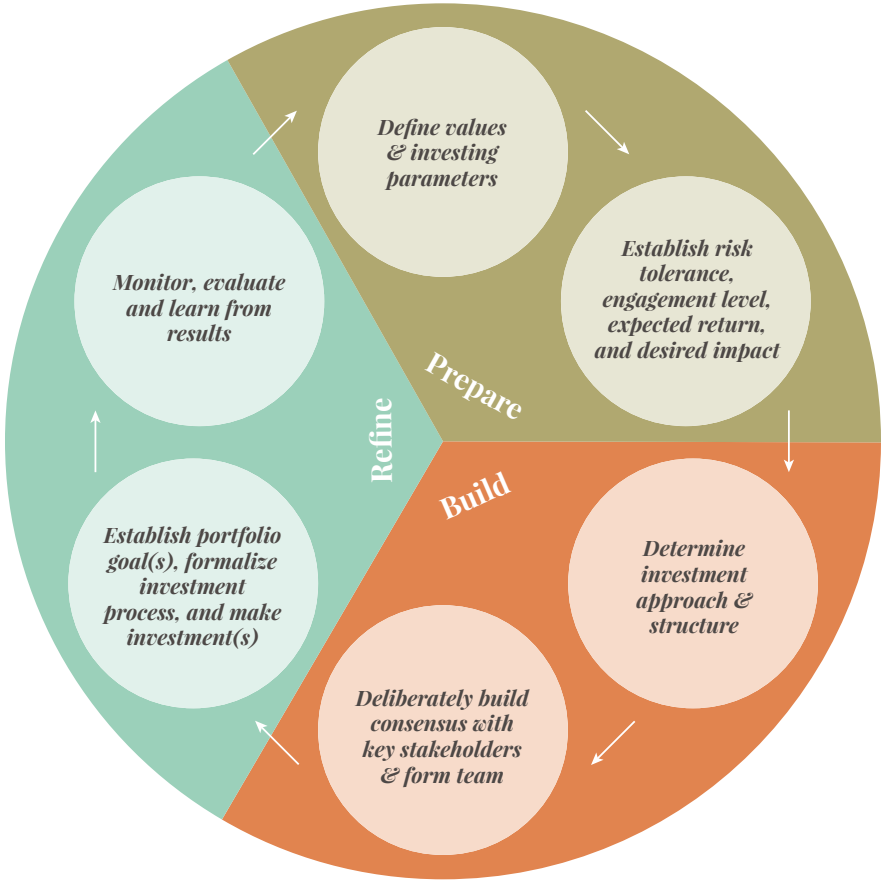 Define values
& investing
parameters
Establish risk
tolerance,
engagement level,
expected return,
and desired impact
Prepare
Determine
investment
approach &
structure
Deliberately build
consensus with
key stakeholders
& form team
Build
Establish portfolio
goal(s), formalize
investment
process, and make
investment(s)
Monitor, evaluate
and learn from
results
Refine